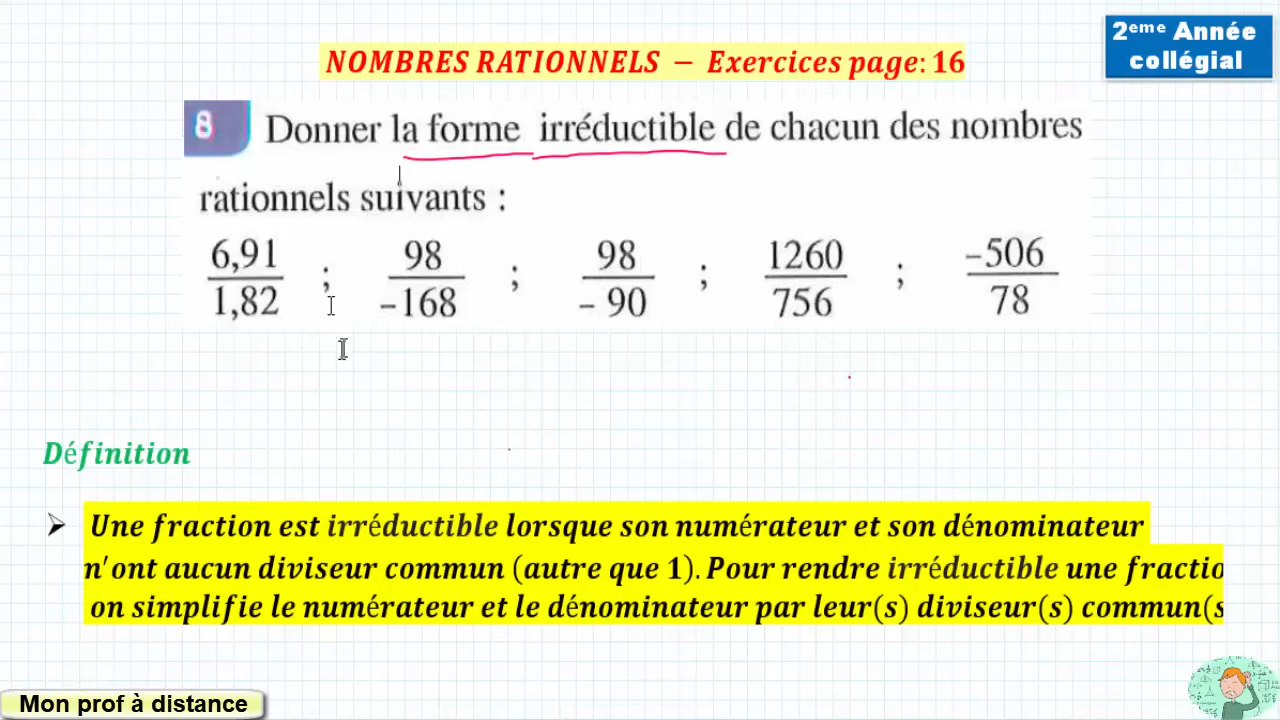 2eme Année
collégial
NOMBRES RATIONNELS − Exercices page: 16
8 Donner la forme irréductible de chacun des nombres
rationnels suivants :
6,91/1,82 ; 98/−168 ; 98/− 90 ; 1260/756 ; −506/78
Définition
➢ Une fraction est irréductible lorsque son numérateur et son dénominateur
n'ont aucun diviseur commun (autre que 1). Pour rendre irréductible une fractio
on simplifie le numérateur et le dénominateur par leur(s) diviseur(s) commun(s
Mon prof à distance